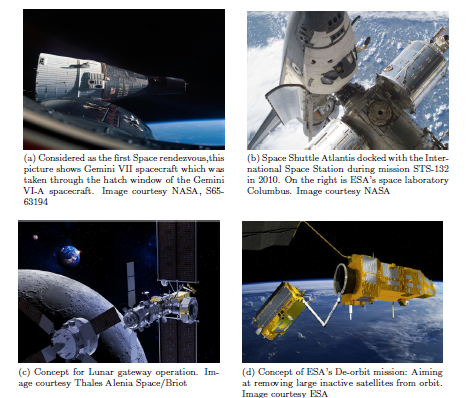 (a) Considered as the first Space rendezvous,this
picture shows Gemini VII spacecraft which was
taken through the hatch window of the Gemini
VI-A spacecraft. Image courtesy NASA, S65-
63194
(b) Space Shuttle Atlantis docked with the Inter-
national Space Station during mission STS-132
in 2010. On the right is ESA's space laboratory
Columbus. Image courtesy NASA
(c) Concept for Lunar gateway operation. Im-
age courtesy Thales Alenia Space/Briot
(d) Concept of ESA's De-orbit mission: Aiming
at removing large inactive satellites from orbit.
Image courtesy ESA